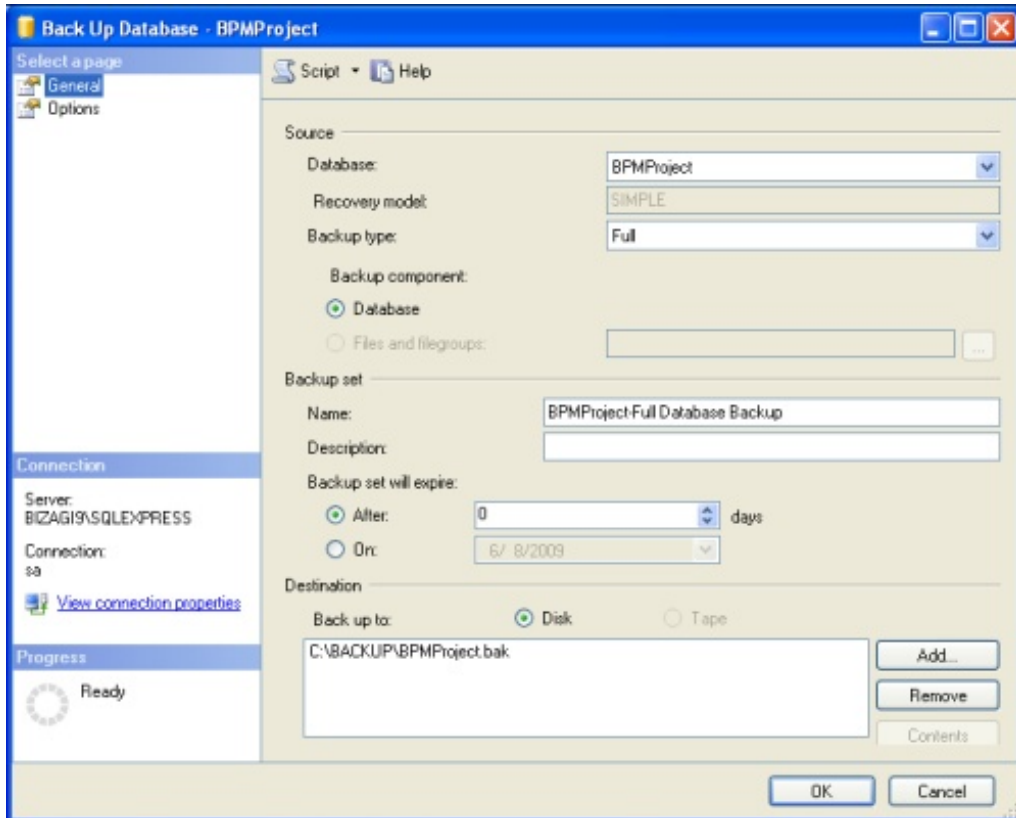 Back Up Database - BPMProject
Select a page
General
Options
Script
Help
Source
Database:
BPMProject
Recovery model:
SIMPLE
Backup type:
Full
Backup component:
Database
Files and filegroups:
...
Backup set
Name:
BPMProject-Full Database Backup
Description:
Backup set will expire:
After:
0
days
On:
6/ 8/2009
Destination
Back up to:
Disk
Tape
C:\BACKUP\BPMProject.bak
Add...
Remove
Contents
Connection
Server:
BIZAGI9\SQLEXPRESS
Connection:
sa
View connection properties
Progress
Ready
OK
Cancel